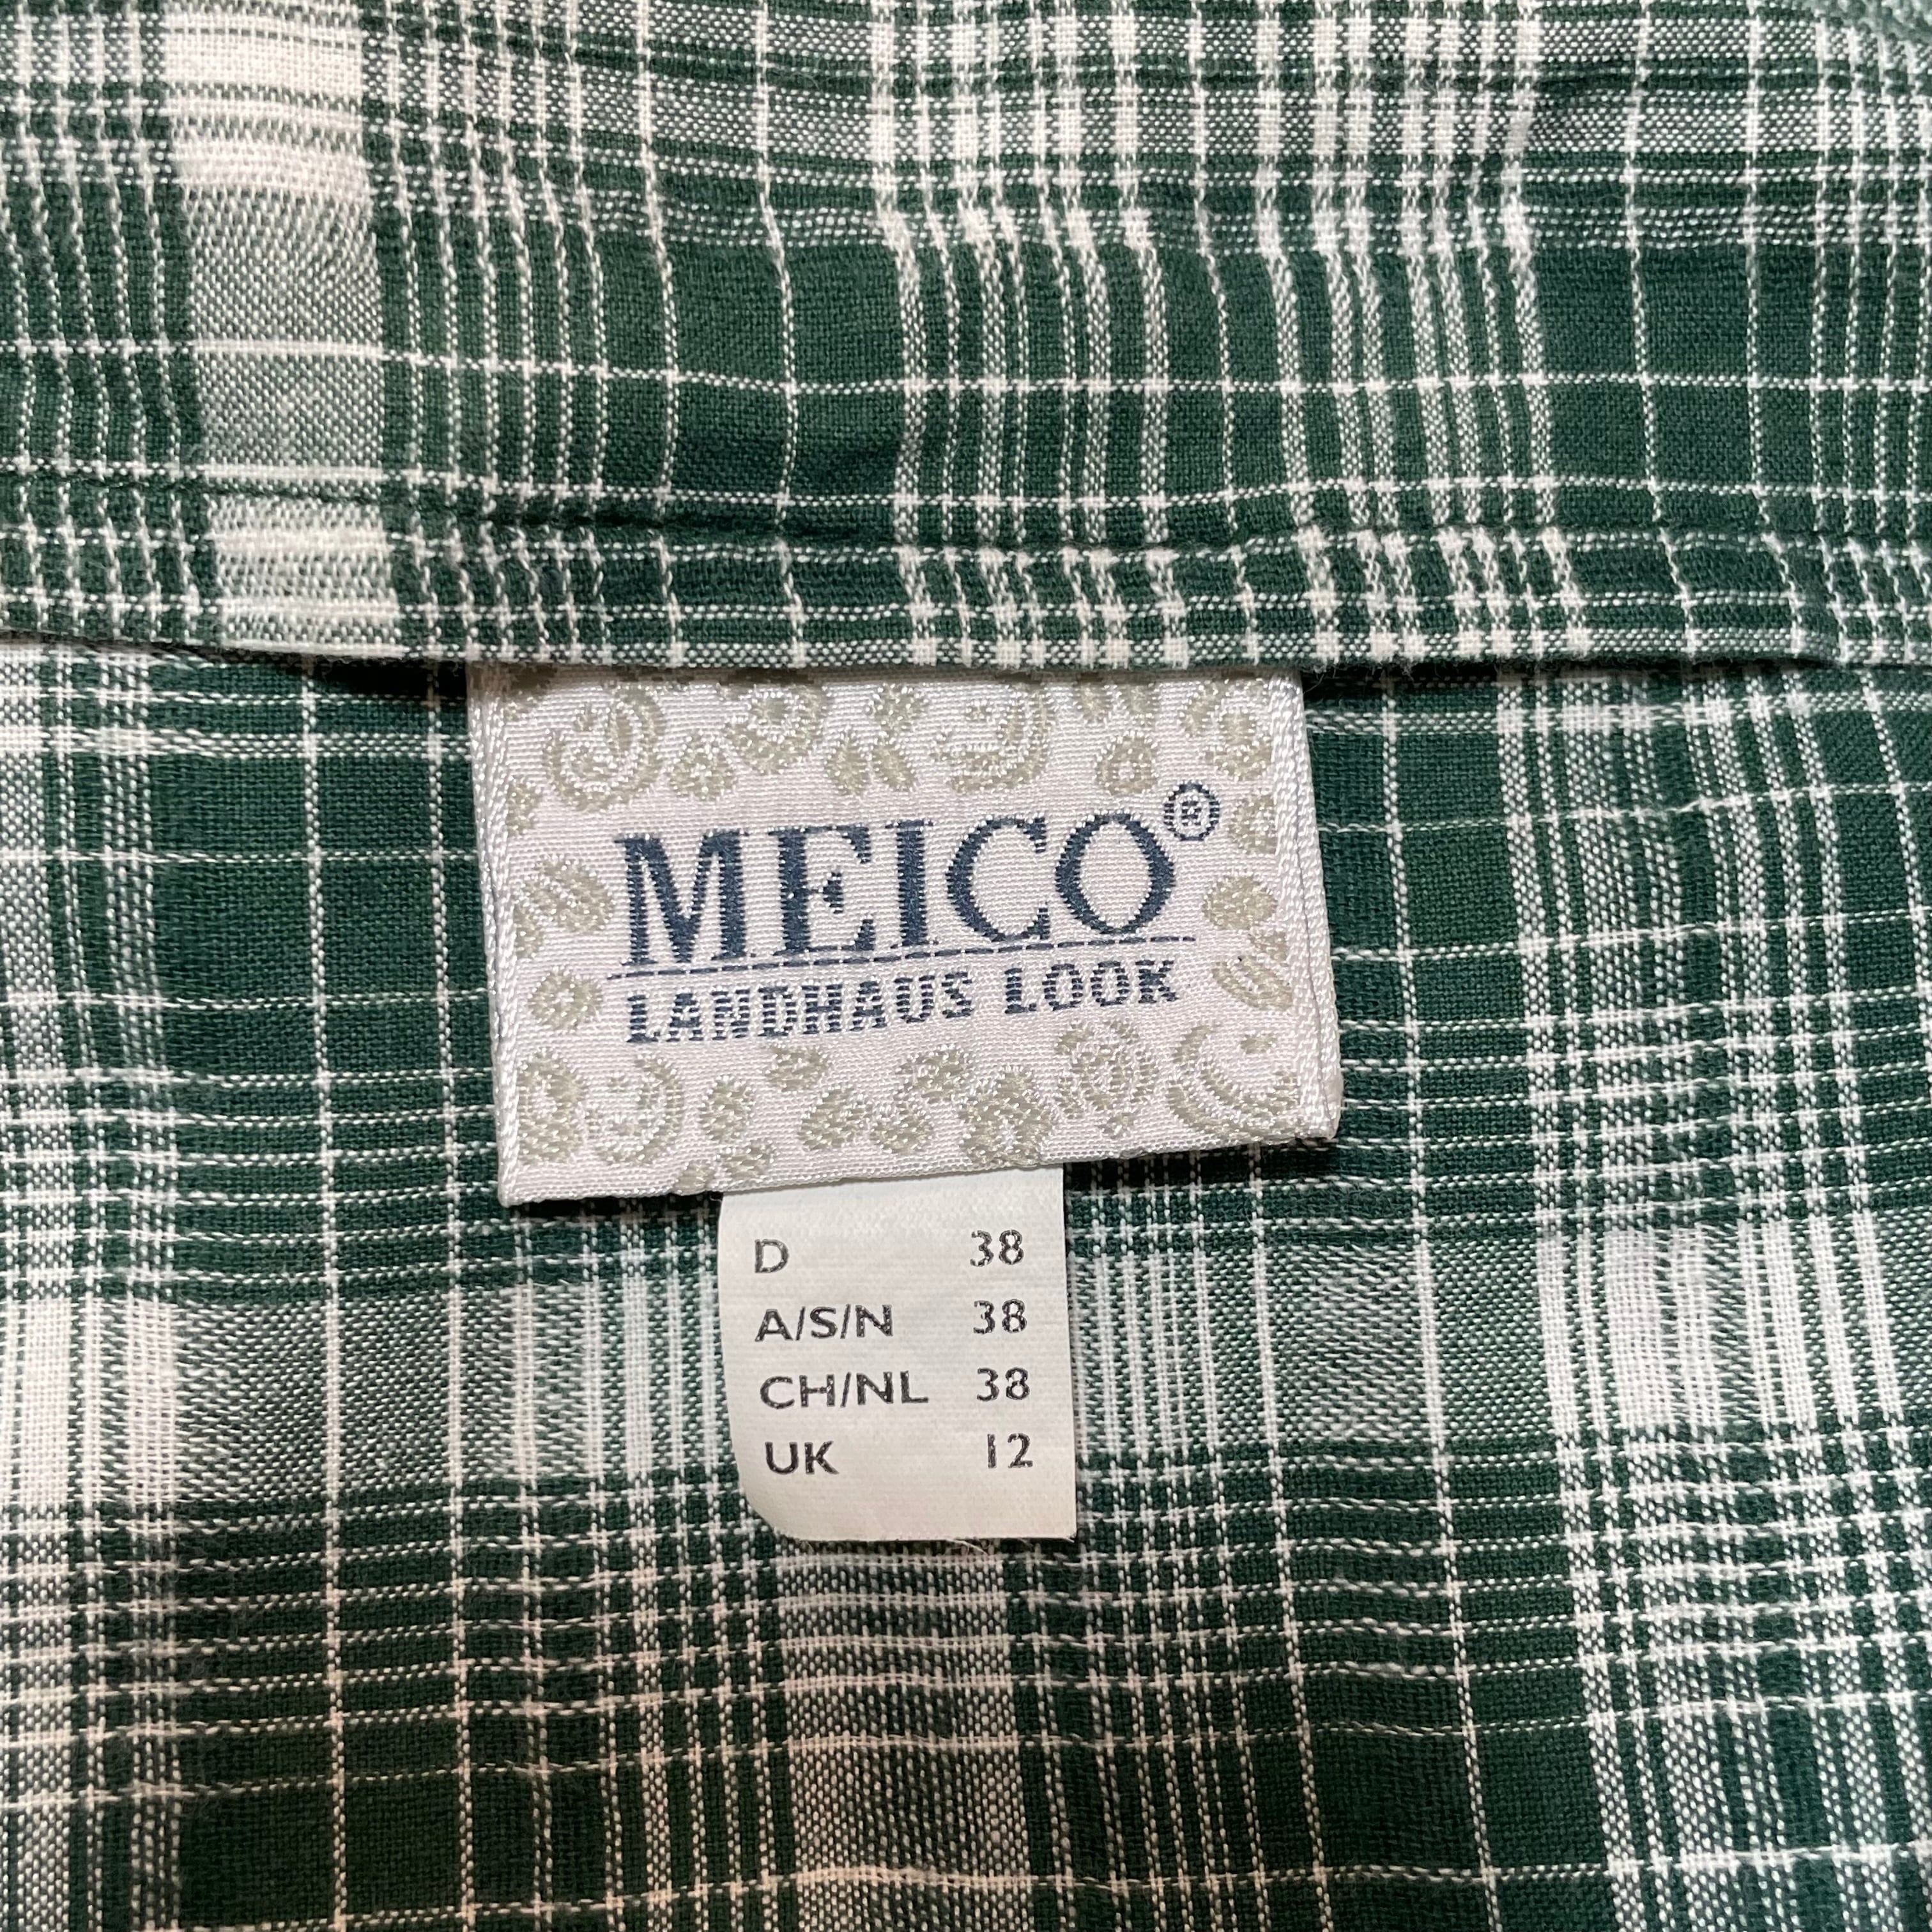 MEICO®
LANDHAUS LOOK
D 38
A/S/N 38
CH/NL 38
UK 12